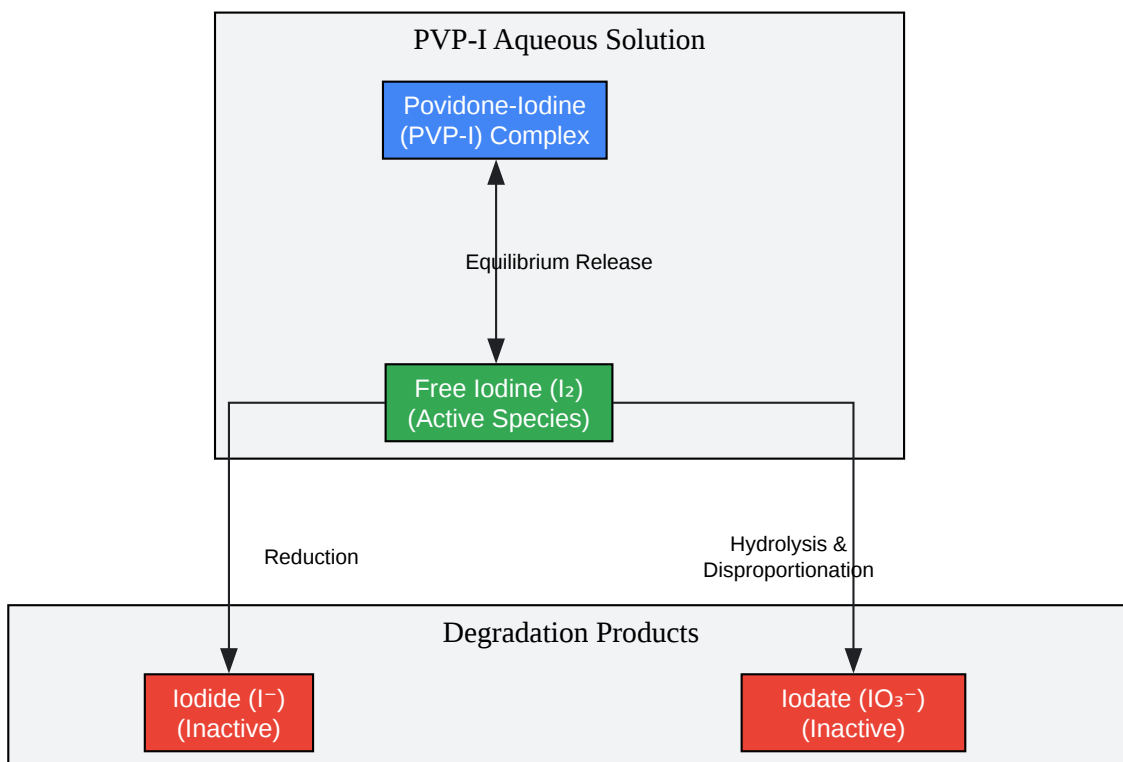 PVP-I Aqueous Solution
Povidone-Iodine
(PVP-I) Complex
Equilibrium Release
Free Iodine (I₂)
(Active Species)
Reduction
Hydrolysis &
Disproportionation
Degradation Products
Iodide (I⁻)
(Inactive)
Iodate (IO₃⁻)
(Inactive)